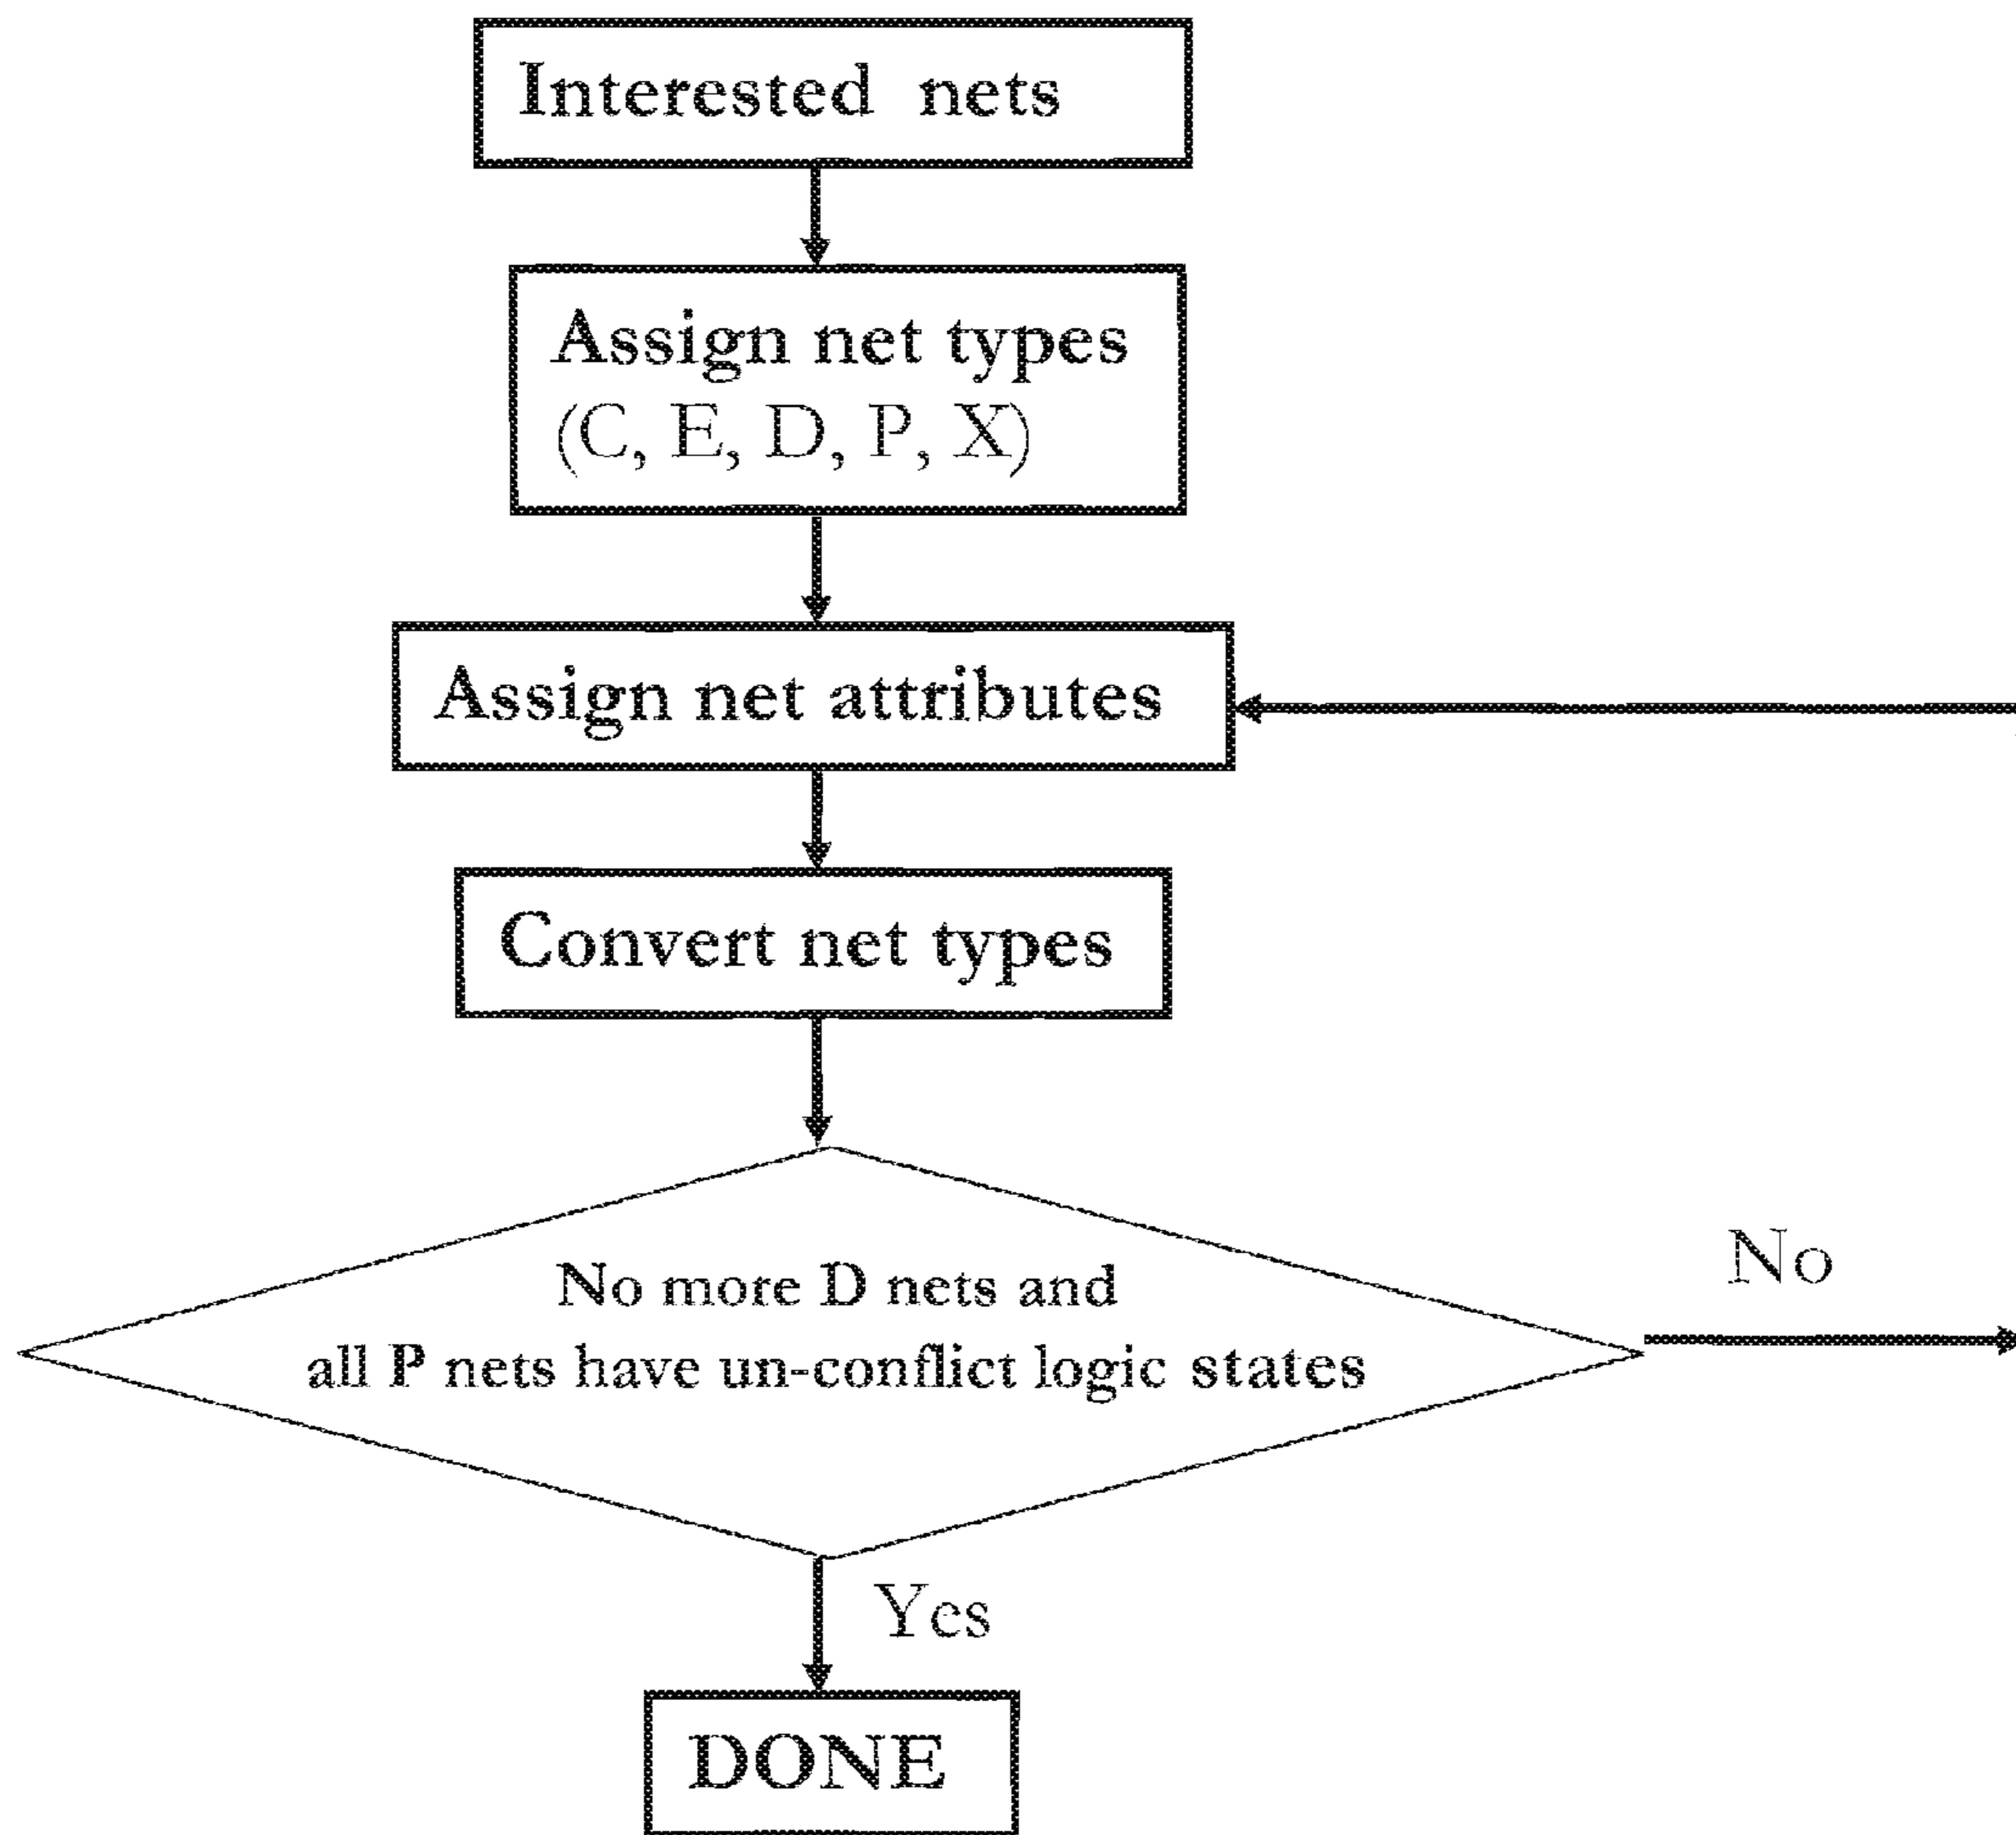 Interested nets
Assign net types
(C, E, D, P, X)
Assign net attributes
Convert net types
No more D nets and
all P nets have un-conflict logic states
No
Yes
DONE